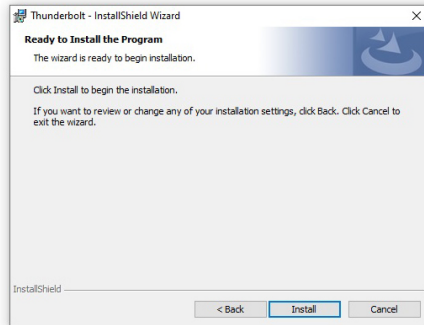 Thunderbolt - InstallShield Wizard
Ready to Install the Program
The wizard is ready to begin installation.
Click Install to begin the installation.
If you want to review or change any of your installation settings, click Back. Click Cancel to
exit the wizard.
InstallShield
< Back Install Cancel